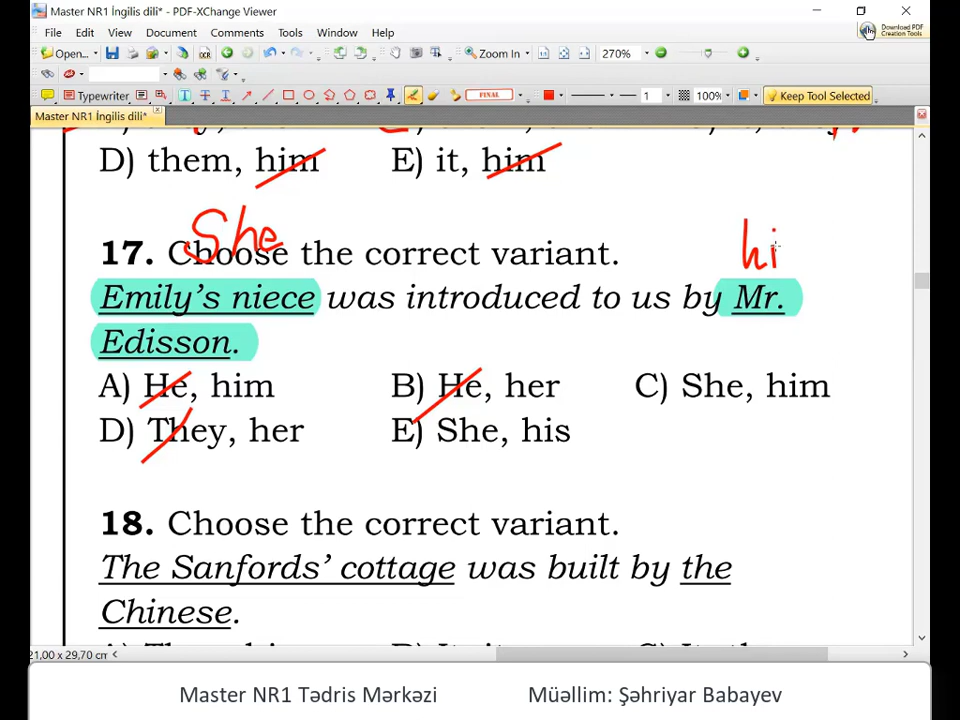 Master NR1 İngilis dili* - PDF-XChange Viewer
File Edit View Document Comments Tools Window Help
Open... OCR Zoom In 270%
Download PDF
Creation Tools
Typewriter FINAL 1 100% Keep Tool Selected
Master NR1 İngilis dili*
D) them, him E) it, him
She
hi
17. Choose the correct variant.
Emily's niece was introduced to us by Mr.
Edisson.
A) He, him B) He, her C) She, him
D) They, her E) She, his
18. Choose the correct variant.
The Sanfords' cottage was built by the
Chinese.
21,00 x 29,70 cm
Master NR1 Tədris Mərkəzi Müəllim: Şəhriyar Babayev